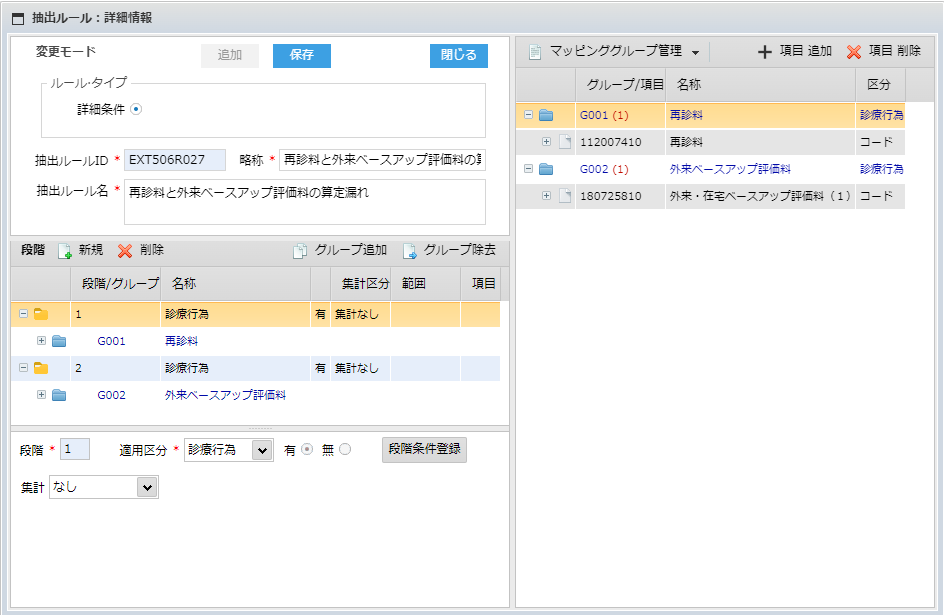 抽出ルール：詳細情報
変更モード
追加
保存
閉じる
ルール・タイプ
詳細条件
抽出ルールID * EXT506R027
略称 * 再診料と外来ベースアップ評価料の
抽出ルール名 * 再診料と外来ベースアップ評価料の算定漏れ
段階 新規 削除 グループ追加 グループ除去
段階/グループ 名称 集計区分 範囲 項目
1 診療行為 有 集計なし
G001 再診料
2 診療行為 有 集計なし
G002 外来ベースアップ評価料
段階 * 1 適用区分 * 診療行為 有 無 段階条件登録
集計 なし
マッピンググループ管理 項目 追加 項目 削除
グループ/項目 名称 区分
G001 (1) 再診料 診療行為
112007410 再診料 コード
G002 (1) 外来ベースアップ評価料 診療行為
180725810 外来・在宅ベースアップ評価料（１） コード